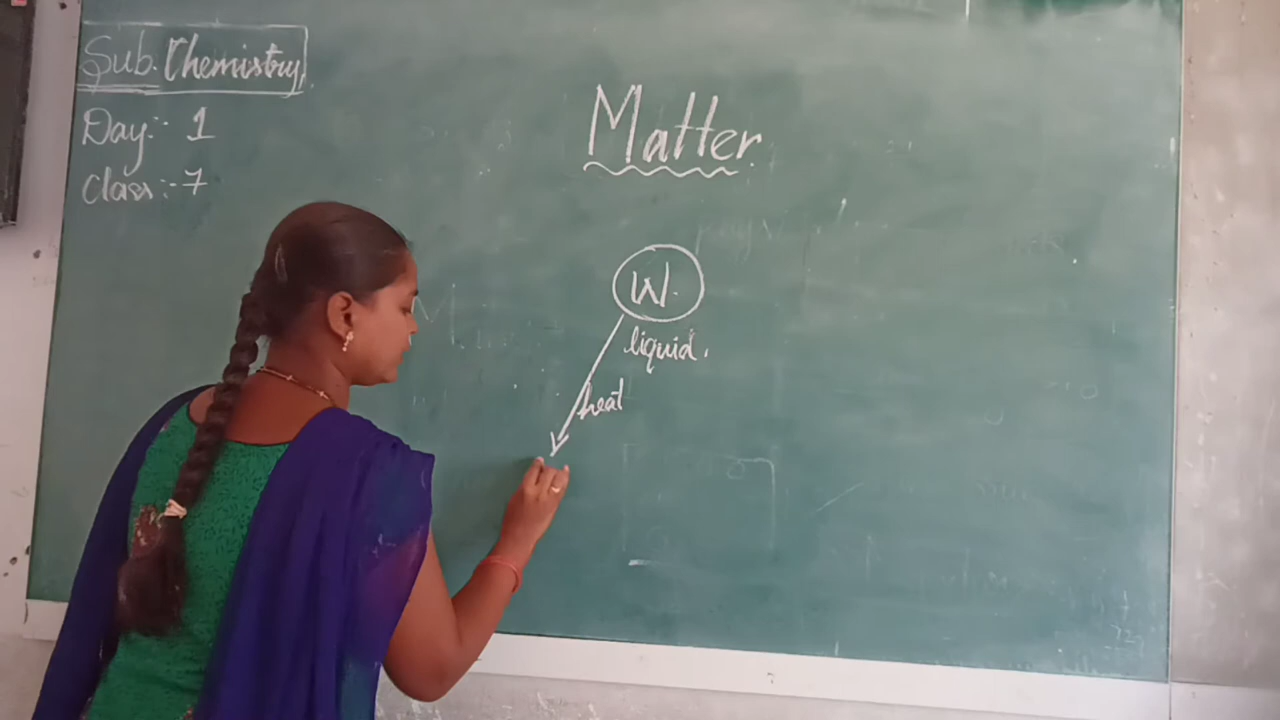 Sub. Chemistry
Day:- 1
Class:-7
Matter
W.
liquid.
heat